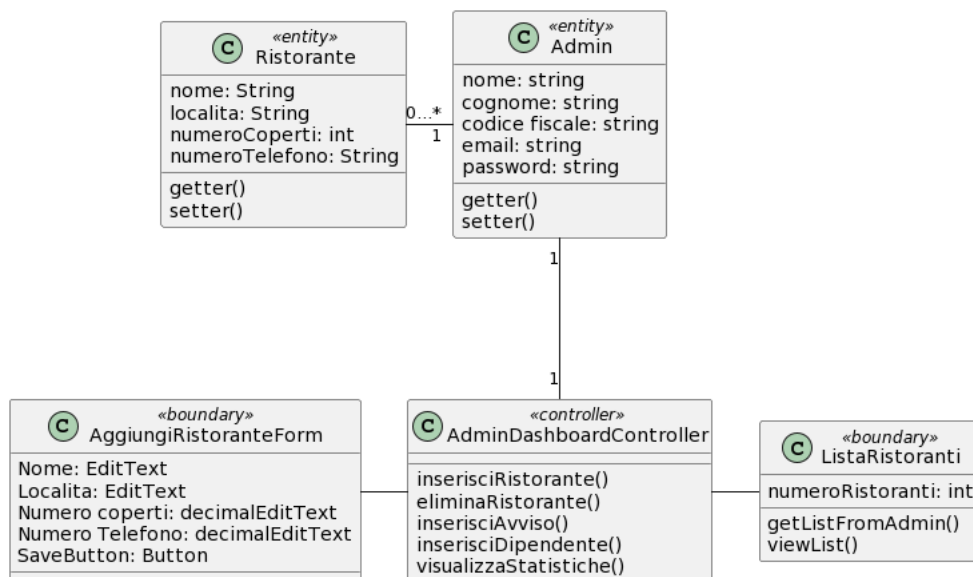 «entity»
C Ristorante
nome: String
localita: String
numeroCoperti: int
numeroTelefono: String
getter()
setter()
0...*
1
«entity»
C Admin
nome: string
cognome: string
codice fiscale: string
email: string
password: string
getter()
setter()
1
1
«boundary»
C AggiungiRistoranteForm
Nome: EditText
Localita: EditText
Numero coperti: decimalEditText
Numero Telefono: decimalEditText
SaveButton: Button
«controller»
C AdminDashboardController
inserisciRistorante()
eliminaRistorante()
inserisciAvviso()
inserisciDipendente()
visualizzaStatistiche()
«boundary»
C ListaRistoranti
numeroRistoranti: int
getListFromAdmin()
viewList()